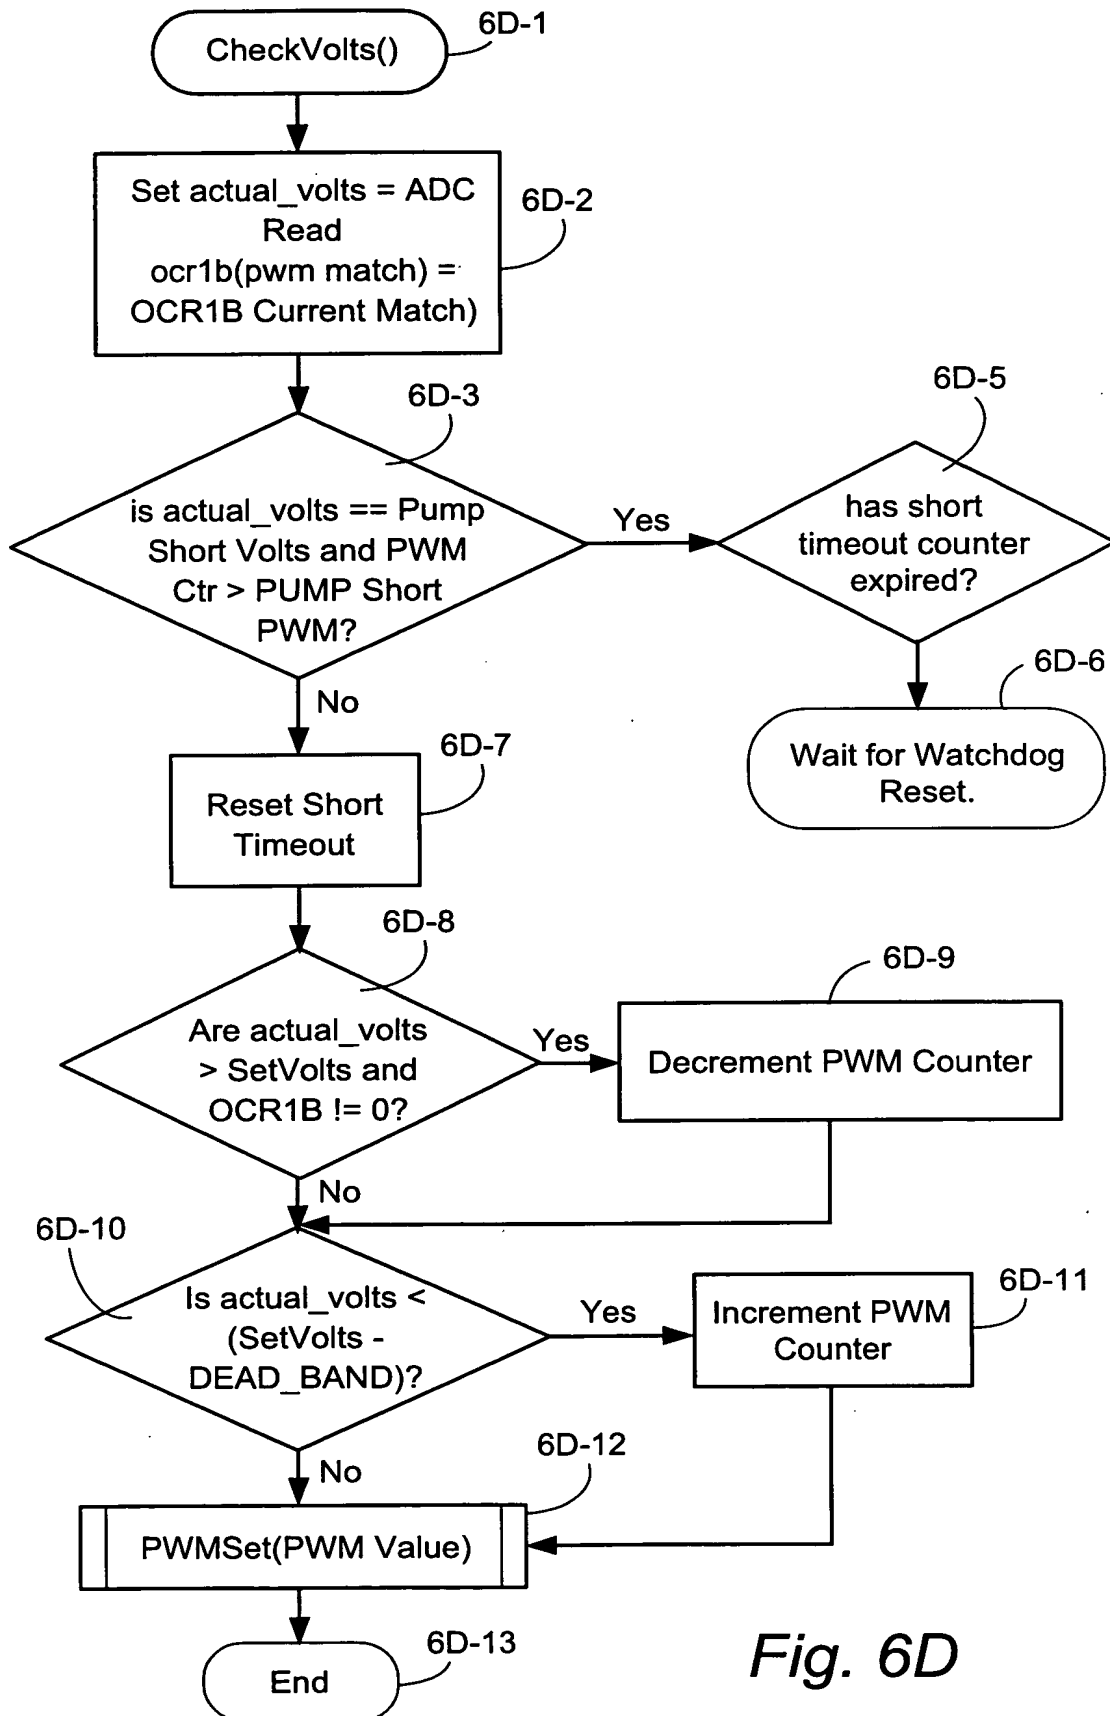 6D-1
CheckVolts()
Set actual_volts = ADC
Read
ocr1b(pwm match) =
OCR1B Current Match)
6D-2
6D-3
is actual_volts == Pump
Short Volts and PWM
Ctr > PUMP Short
PWM?
Yes
6D-5
has short
timeout counter
expired?
6D-6
Wait for Watchdog
Reset.
No
6D-7
Reset Short
Timeout
6D-8
Are actual_volts
> SetVolts and
OCR1B != 0?
Yes
6D-9
Decrement PWM Counter
No
6D-10
Is actual_volts <
(SetVolts -
DEAD_BAND)?
Yes
6D-11
Increment PWM
Counter
No
6D-12
PWMSet(PWM Value)
6D-13
End
Fig. 6D